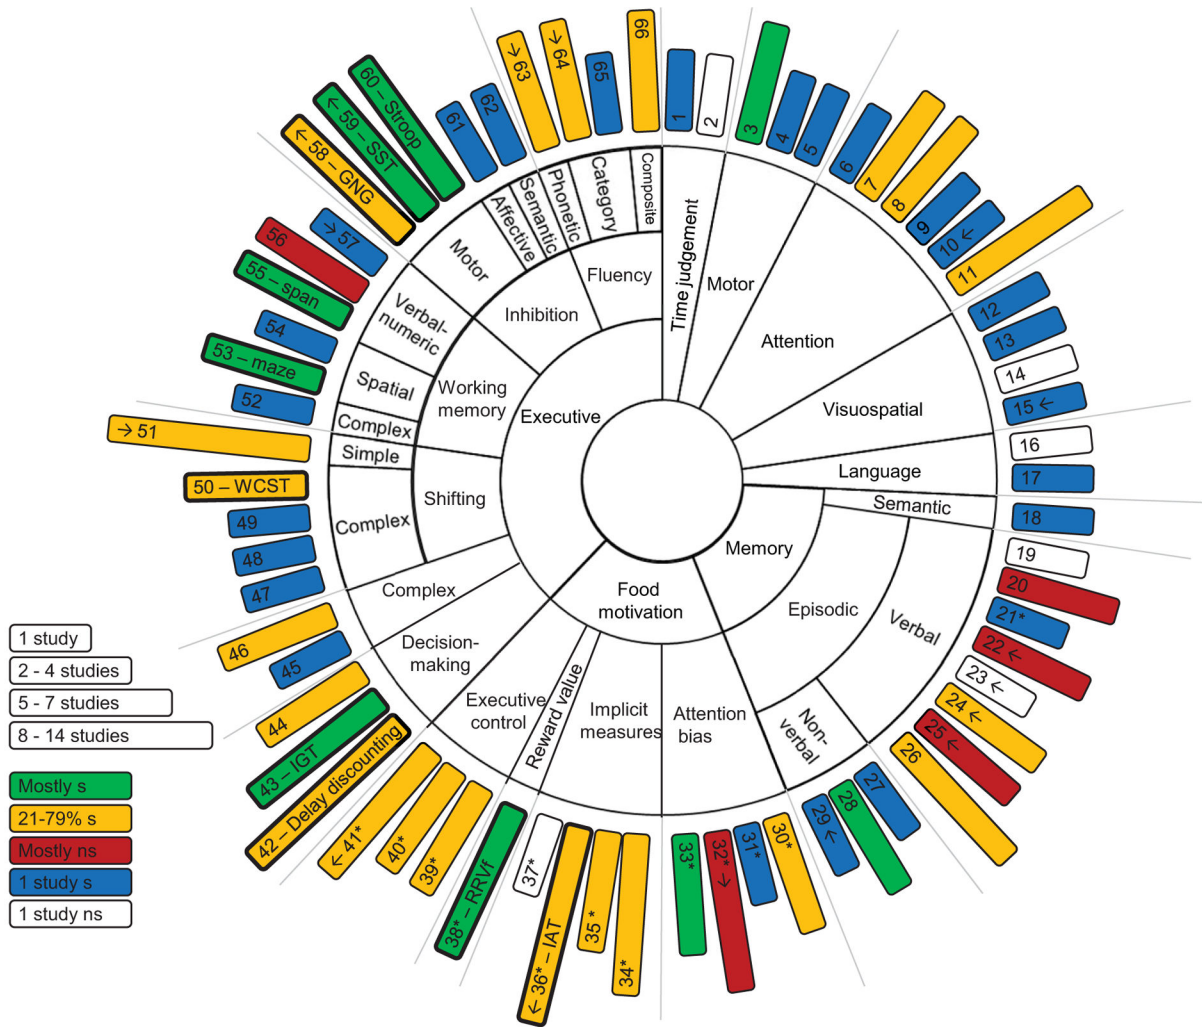 1
2
3
4
5
6
7
8
9
10 ←
11
12
13
14
15 ←
16
17
18
19
20
21*
22 ←
23 ←
24 ←
25 ←
26
27
28
29 ←
30*
31*
32* →
33*
34*
35 *
← 36* – IAT
37*
38* – RRVf
39*
40*
← 41*
42 – Delay discounting
43 – IGT
44
45
46
47
48
49
50 – WCST
→ 51
52
53 – maze
54
55 – span
56
→ 57
← 58 – GNG
← 59 – SST
60 – Stroop
61
62
→ 63
→ 64
65
66
Time judgement
Motor
Attention
Visuospatial
Language
Semantic
Memory
Episodic
Verbal
Non-
verbal
Food
motivation
Attention
bias
Implicit
measures
Reward value
Executive
control
Decision-
making
Complex
Executive
Shifting
Complex
Simple
Working
memory
Complex
Spatial
Verbal-
numeric
Inhibition
Motor
Affective
Semantic
Fluency
Phonetic
Category
Composite
1 study
2 - 4 studies
5 - 7 studies
8 - 14 studies
Mostly s
21-79% s
Mostly ns
1 study s
1 study ns